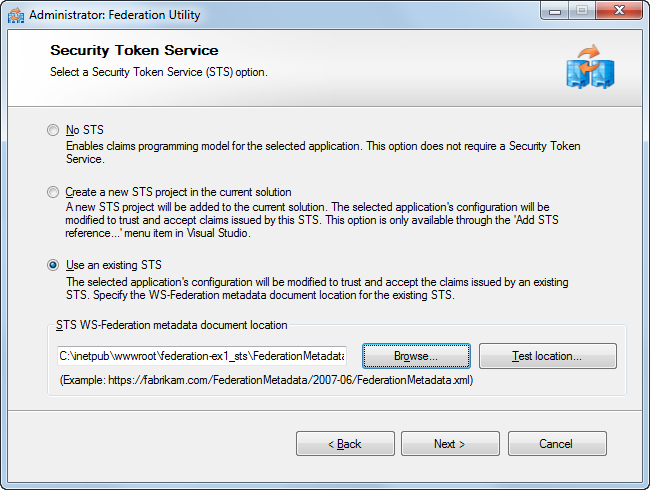 Administrator: Federation Utility
Security Token Service
Select a Security Token Service (STS) option.
No STS
Enables claims programming model for the selected application. This option does not require a Security Token
Service.
Create a new STS project in the current solution
A new STS project will be added to the current solution. The selected application's configuration will be
modified to trust and accept claims issued by this STS. This option is only available through the 'Add STS
reference...' menu item in Visual Studio.
Use an existing STS
The selected application's configuration will be modified to trust and accept the claims issued by an existing
STS. Specify the WS-Federation metadata document location for the existing STS.
STS WS-Federation metadata document location
C:\inetpub\wwwroot\federation-ex1_sts\FederationMetadata
Browse...
Test location...
(Example: https://fabrikam.com/FederationMetadata/2007-06/FederationMetadata.xml)
< Back
Next >
Cancel